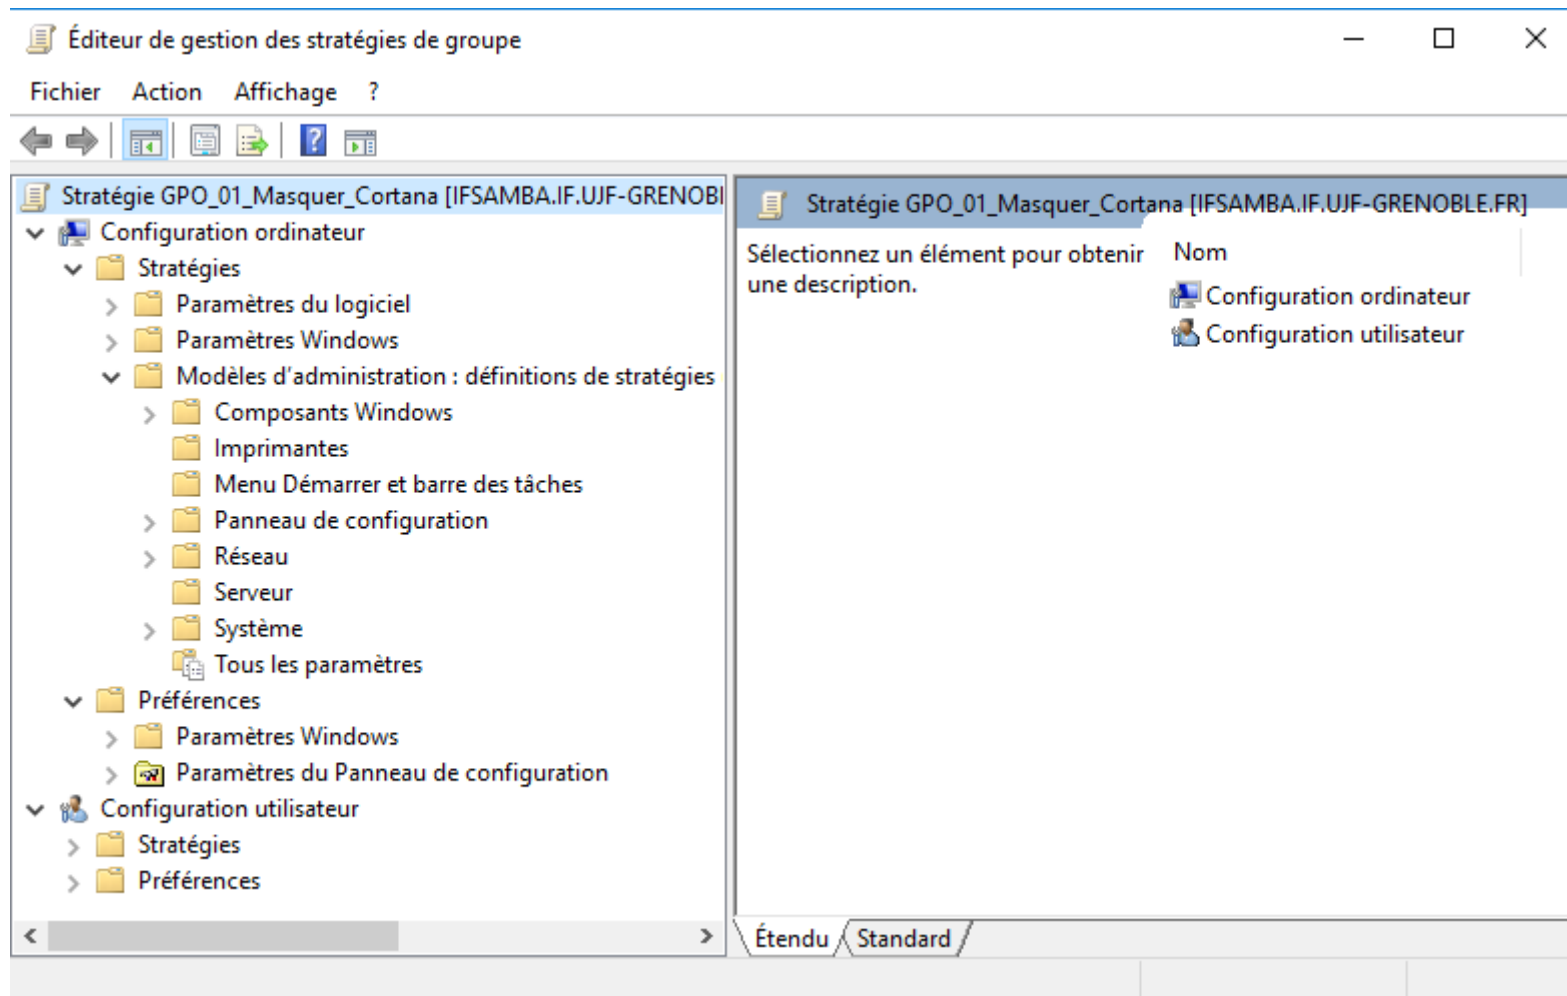 Éditeur de gestion des stratégies de groupe
Fichier Action Affichage ?
Stratégie GPO_01_Masquer_Cortana [IFSAMBA.IF.UJF-GRENOBl
Configuration ordinateur
Stratégies
Paramètres du logiciel
Paramètres Windows
Modèles d'administration : définitions de stratégies
Composants Windows
Imprimantes
Menu Démarrer et barre des tâches
Panneau de configuration
Réseau
Serveur
Système
Tous les paramètres
Préférences
Paramètres Windows
Paramètres du Panneau de configuration
Configuration utilisateur
Stratégies
Préférences
Stratégie GPO_01_Masquer_Cortana [IFSAMBA.IF.UJF-GRENOBLE.FR]
Sélectionnez un élément pour obtenir
une description.
Nom
Configuration ordinateur
Configuration utilisateur
Étendu Standard